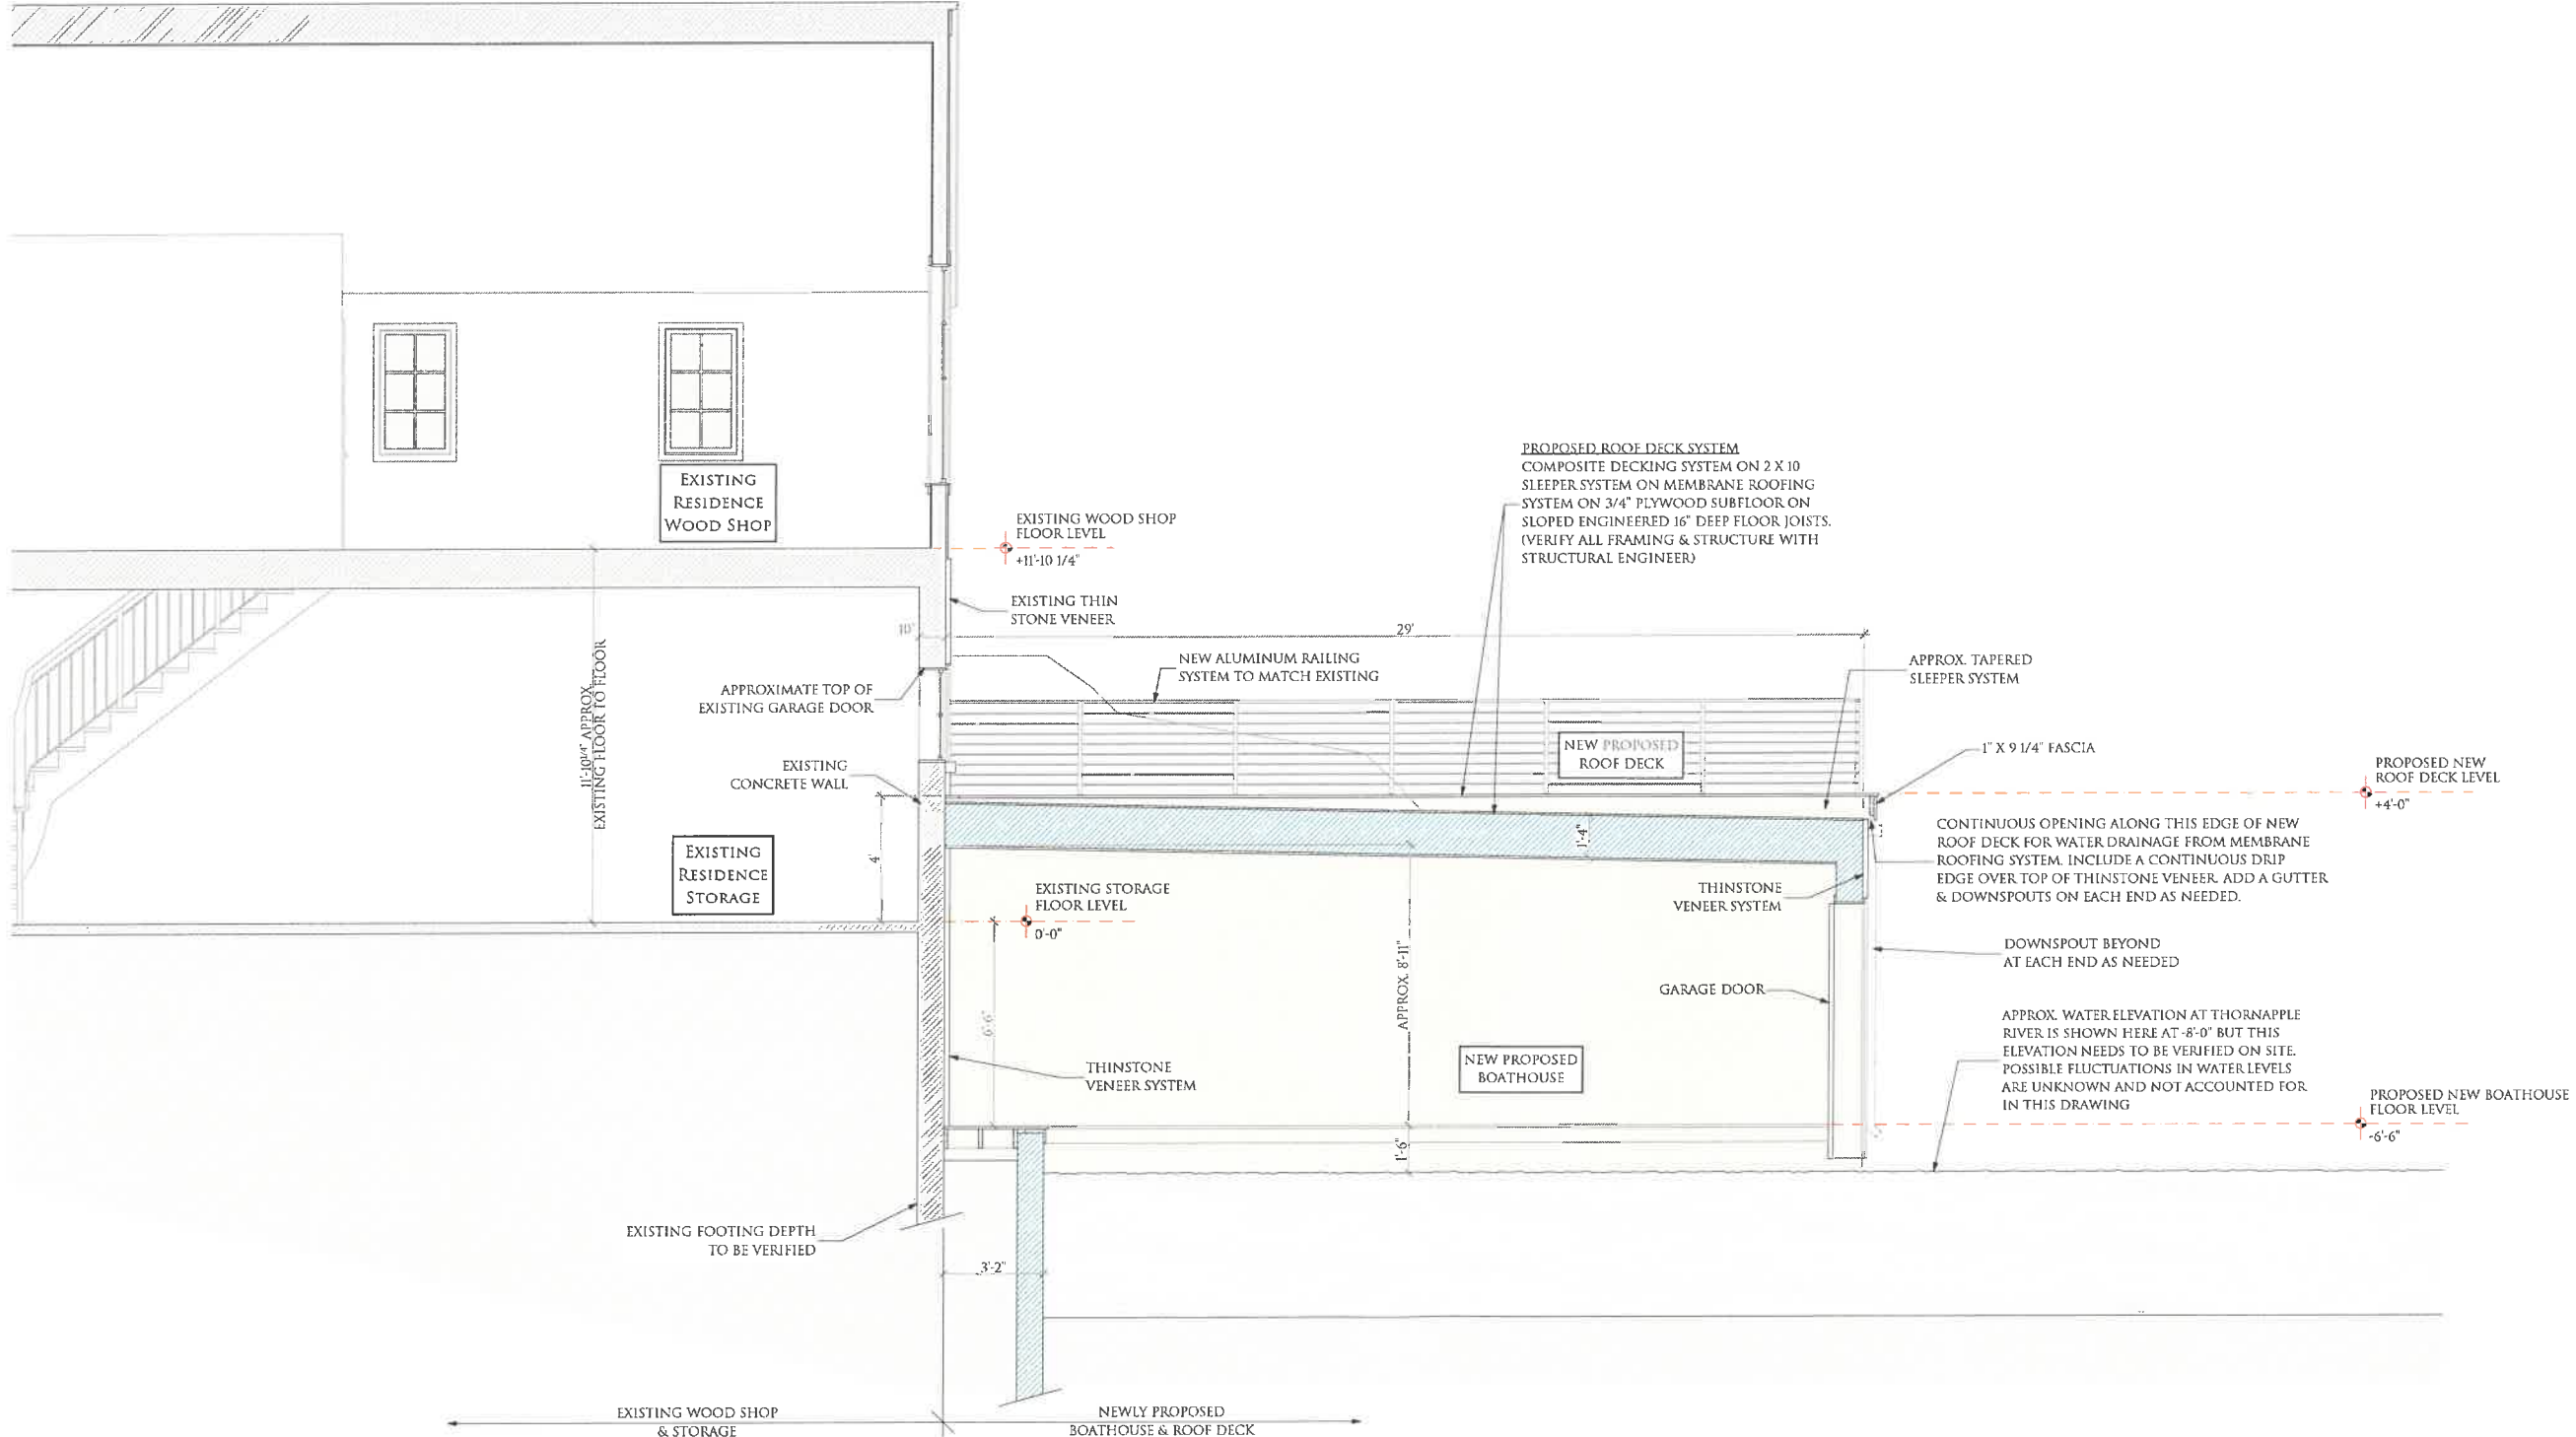 EXISTING
RESIDENCE
WOOD SHOP
EXISTING WOOD SHOP
FLOOR LEVEL
+11'-10 1/4"
PROPOSED ROOF DECK SYSTEM
COMPOSITE DECKING SYSTEM ON 2 X 10
SLEEPER SYSTEM ON MEMBRANE ROOFING
SYSTEM ON 3/4" PLYWOOD SUBFLOOR ON
SLOPED ENGINEERED 16" DEEP FLOOR JOISTS.
(VERIFY ALL FRAMING & STRUCTURE WITH
STRUCTURAL ENGINEER)
EXISTING THIN
STONE VENEER
10"
29'
NEW ALUMINUM RAILING
SYSTEM TO MATCH EXISTING
APPROX. TAPERED
SLEEPER SYSTEM
APPROXIMATE TOP OF
EXISTING GARAGE DOOR
11'-10 1/4" APPROX
EXISTING FLOOR TO FLOOR
NEW PROPOSED
ROOF DECK
1" X 9 1/4" FASCIA
EXISTING
CONCRETE WALL
PROPOSED NEW
ROOF DECK LEVEL
+4'-0"
4'
1'-4"
CONTINUOUS OPENING ALONG THIS EDGE OF NEW
ROOF DECK FOR WATER DRAINAGE FROM MEMBRANE
ROOFING SYSTEM. INCLUDE A CONTINUOUS DRIP
EDGE OVER TOP OF THINSTONE VENEER. ADD A GUTTER
& DOWNSPOUTS ON EACH END AS NEEDED.
EXISTING
RESIDENCE
STORAGE
EXISTING STORAGE
FLOOR LEVEL
0'-0"
THINSTONE
VENEER SYSTEM
DOWNSPOUT BEYOND
AT EACH END AS NEEDED
APPROX. 8'-11"
GARAGE DOOR
6'-6"
APPROX. WATER ELEVATION AT THORNAPPLE
RIVER IS SHOWN HERE AT -8'-0" BUT THIS
ELEVATION NEEDS TO BE VERIFIED ON SITE.
POSSIBLE FLUCTUATIONS IN WATER LEVELS
ARE UNKNOWN AND NOT ACCOUNTED FOR
IN THIS DRAWING
THINSTONE
VENEER SYSTEM
NEW PROPOSED
BOATHOUSE
PROPOSED NEW BOATHOUSE
FLOOR LEVEL
-6'-6"
1'-6"
EXISTING FOOTING DEPTH
TO BE VERIFIED
3'-2"
EXISTING WOOD SHOP
& STORAGE
NEWLY PROPOSED
BOATHOUSE & ROOF DECK